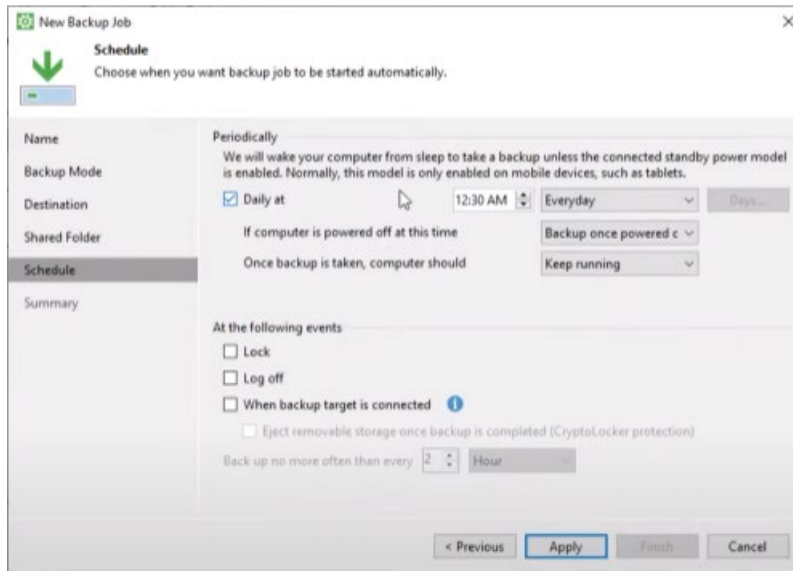 New Backup Job
Schedule
Choose when you want backup job to be started automatically.
Name
Backup Mode
Destination
Shared Folder
Schedule
Summary
Periodically
We will wake your computer from sleep to take a backup unless the connected standby power model
is enabled. Normally, this model is only enabled on mobile devices, such as tablets.
Daily at 12:30 AM Everyday Days...
If computer is powered off at this time Backup once powered c
Once backup is taken, computer should Keep running
At the following events
Lock
Log off
When backup target is connected
Eject removable storage once backup is completed (CryptoLocker protection)
Back up no more often than every 2 Hour
< Previous Apply Finish Cancel